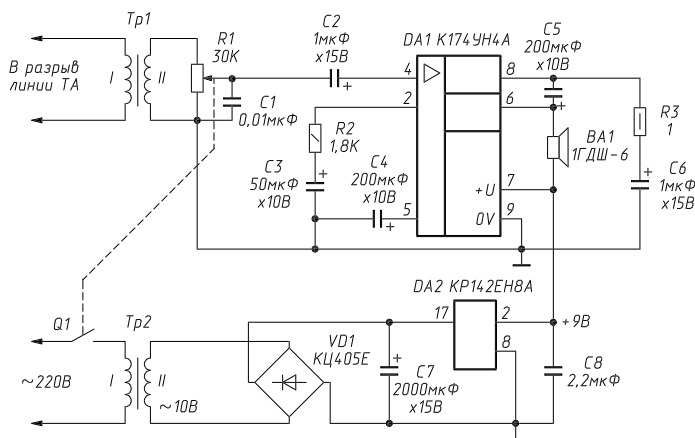 Тр1
В разрыв
линии ТА
I
II
R1
30К
C1
0,01мкФ
C2
1мкФ
х15В
+
R2
1,8К
C3
50мкФ
х10В
+
C4
200мкФ
х10В
+
DA1 К174УН4А
4
2
5
8
6
7
9
+U
0V
C5
200мкФ
х10В
+
BA1
1ГДШ-6
R3
1
C6
1мкФ
х15В
+
Q1
~220В
Тр2
I
II
~10В
VD1
КЦ405Е
+
C7
2000мкФ
х15В
DA2 КР142ЕН8А
17
2
8
+9В
C8
2,2мкФ